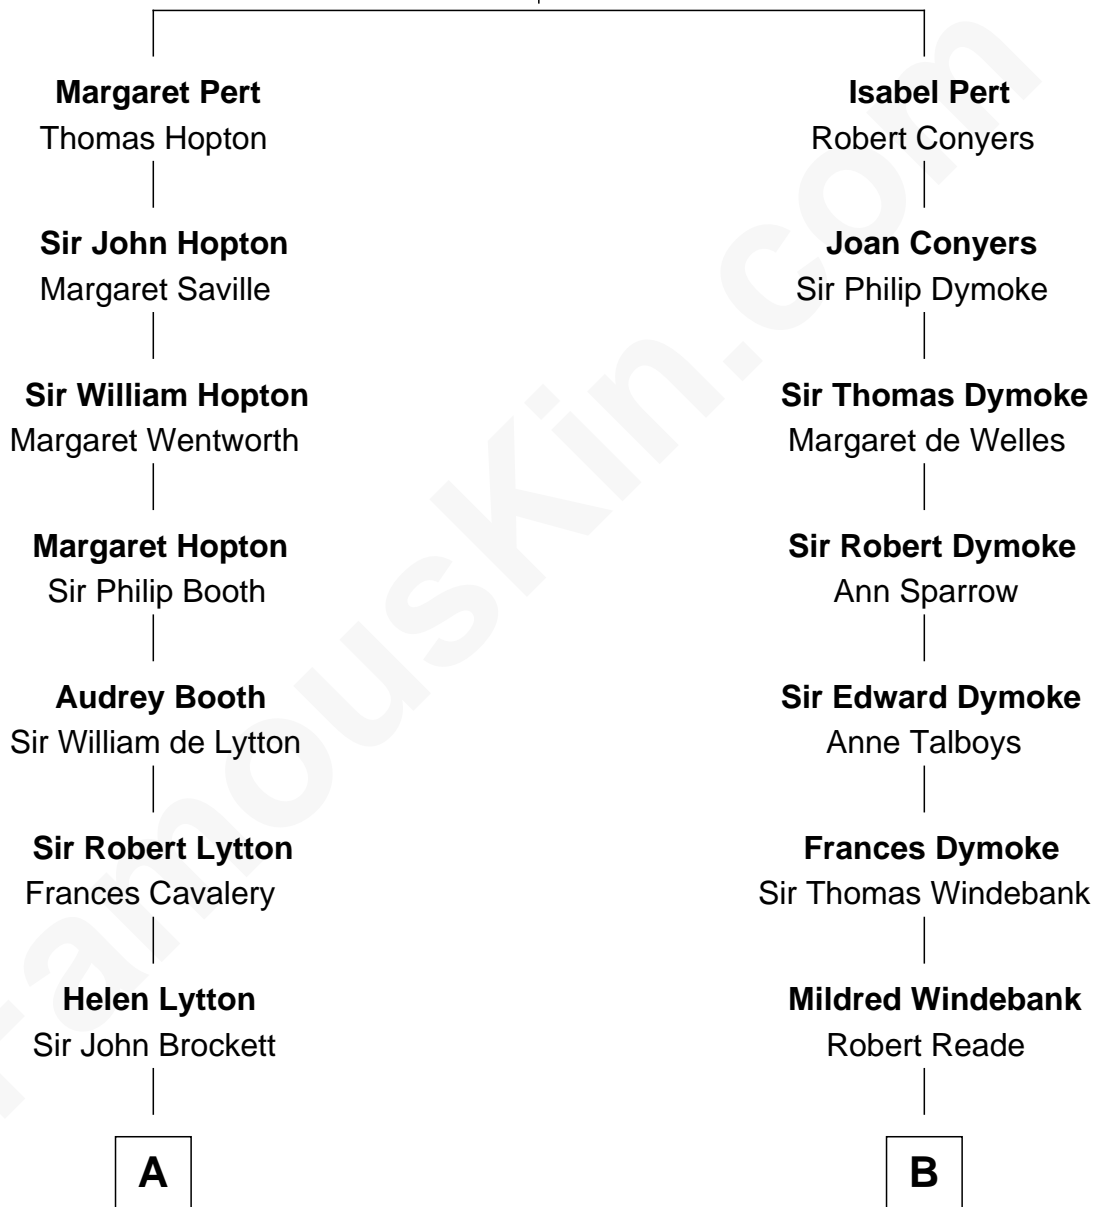 Margaret Pert
Thomas Hopton
Sir John Hopton
Margaret Saville
Sir William Hopton
Margaret Wentworth
Margaret Hopton
Sir Philip Booth
Audrey Booth
Sir William de Lytton
Sir Robert Lytton
Frances Cavalery
Helen Lytton
Sir John Brockett
A
Isabel Pert
Robert Conyers
Joan Conyers
Sir Philip Dymoke
Sir Thomas Dymoke
Margaret de Welles
Sir Robert Dymoke
Ann Sparrow
Sir Edward Dymoke
Anne Talboys
Frances Dymoke
Sir Thomas Windebank
Mildred Windebank
Robert Reade
B
FamousKin.com